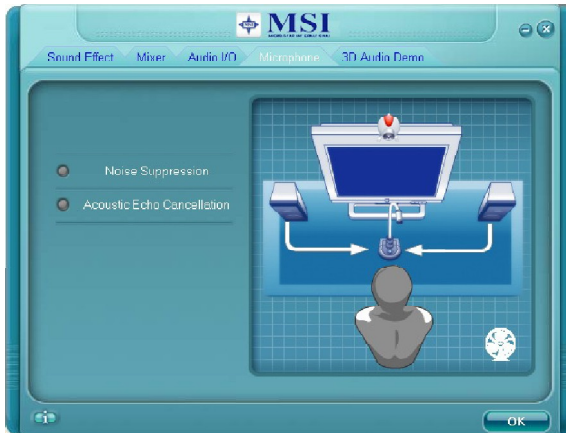 MSI
Sound Effect Mixer Audio I/O Microphone 3D Audio Demo
Noise Suppression
Acoustic Echo Cancellation
OK